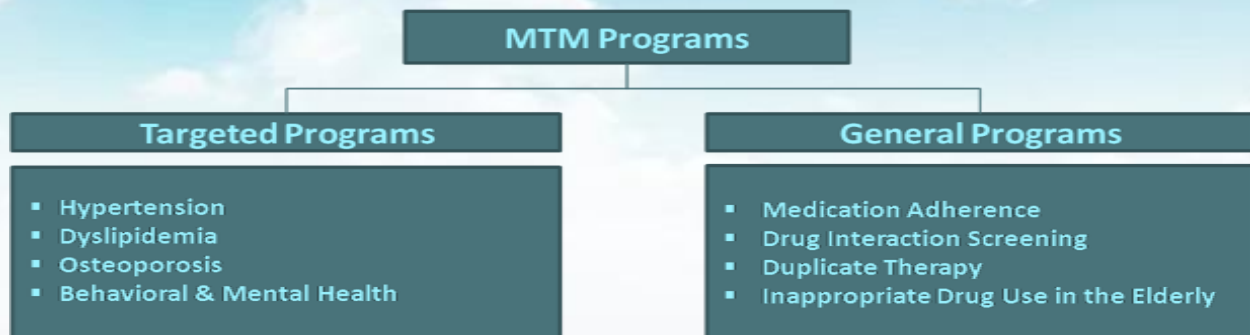 MTM Programs
Targeted Programs
▪ Hypertension
▪ Dyslipidemia
▪ Osteoporosis
▪ Behavioral & Mental Health
General Programs
▪ Medication Adherence
▪ Drug Interaction Screening
▪ Duplicate Therapy
▪ Inappropriate Drug Use in the Elderly